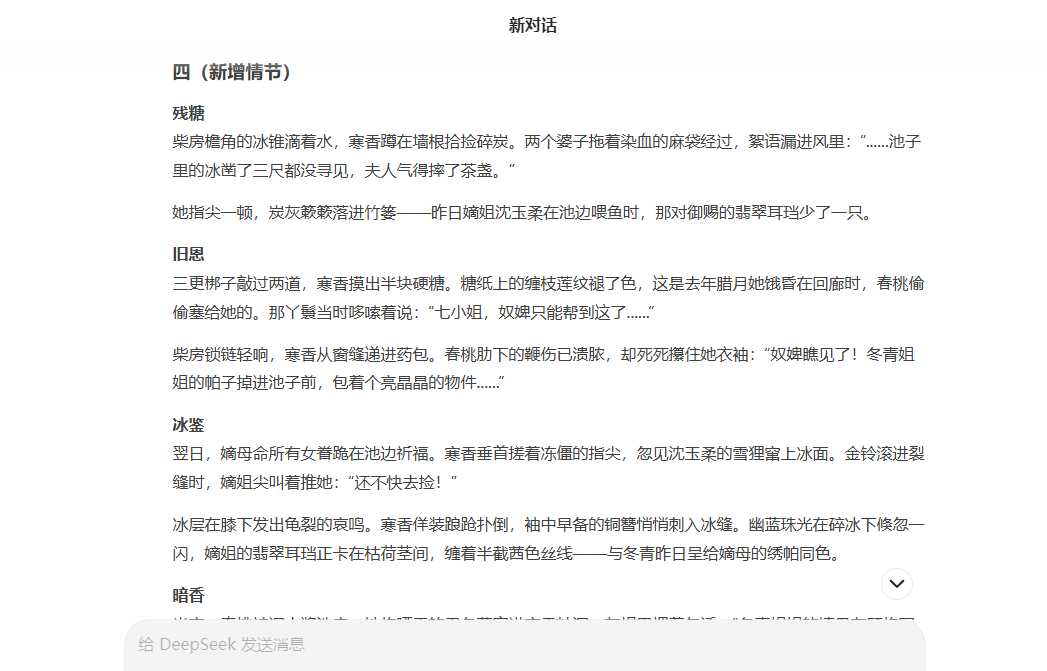 新对话
四（新增情节）
残糖
柴房檐角的冰锥滴着水，寒香蹲在墙根拾捡碎炭。两个婆子拖着染血的麻袋经过，絮语漏进风里：“……池子
里的冰凿了三尺都没寻见，夫人气得摔了茶盏。”
她指尖一顿，炭灰簌簌落进竹篓——昨日嫡姐沈玉柔在池边喂鱼时，那对御赐的翡翠耳珰少了一只。
旧恩
三更梆子敲过两道，寒香摸出半块硬糖。糖纸上的缠枝莲纹褪了色，这是去年腊月她饿昏在回廊时，春桃偷
偷塞给她的。那丫鬟当时哆嗦着说：“七小姐，奴婢只能帮到这了……”
柴房锁链轻响，寒香从窗缝递进药包。春桃肋下的鞭伤已溃脓，却死死攥住她衣袖：“奴婢瞧见了！冬青姐
姐的帕子掉进池子前，包着个亮晶晶的物件……”
冰鉴
翌日，嫡母命所有女眷跪在池边祈福。寒香垂首搓着冻僵的指尖，忽见沈玉柔的雪狸窜上冰面。金铃滚进裂
缝时，嫡姐尖叫着推她：“还不快去捡！”
冰层在膝下发出龟裂的哀鸣。寒香佯装踉跄扑倒，袖中早备的铜簪悄悄刺入冰缝。幽蓝珠光在碎冰下倏忽一
闪，嫡姐的翡翠耳珰正卡在枯荷茎间，缠着半截茜色丝线——与冬青昨日呈给嫡母的绣帕同色。
暗香
给 DeepSeek 发送消息